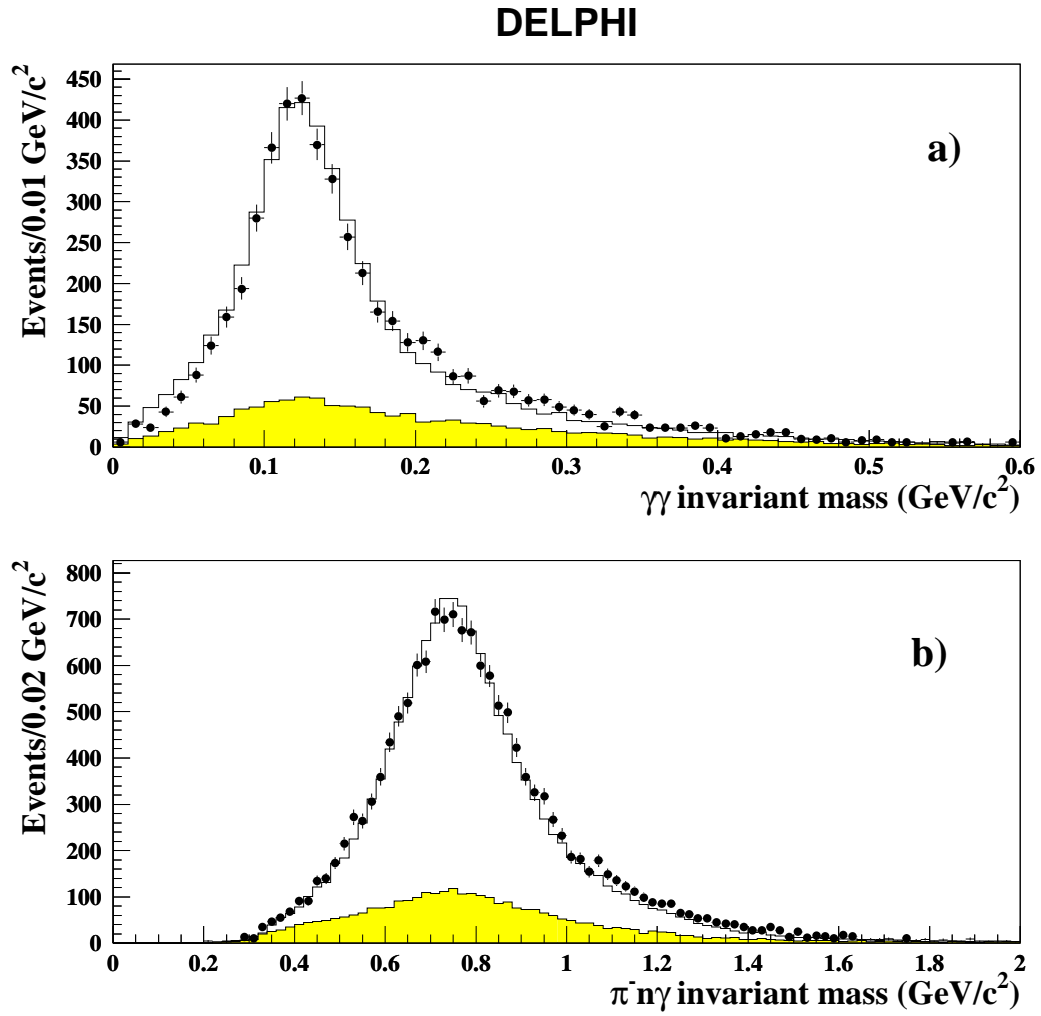 DELPHI
Events/0.01 GeV/c²
450
400
350
300
250
200
150
100
50
0
a)
0 0.1 0.2 0.3 0.4 0.5 0.6
γγ invariant mass (GeV/c²)
Events/0.02 GeV/c²
800
700
600
500
400
300
200
100
0
b)
0 0.2 0.4 0.6 0.8 1 1.2 1.4 1.6 1.8 2
π⁻nγ invariant mass (GeV/c²)